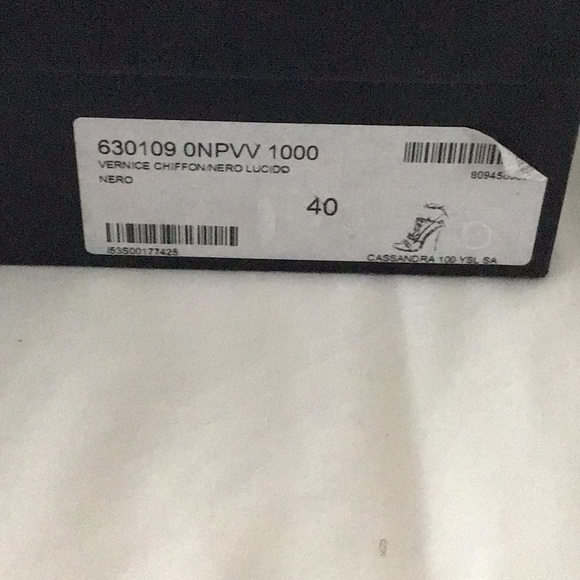 630109 0NPVV 1000
VERNICE CHIFFON/NERO LUCIDO
NERO
40
I53S00177425
CASSANDRA 100 YSL SA